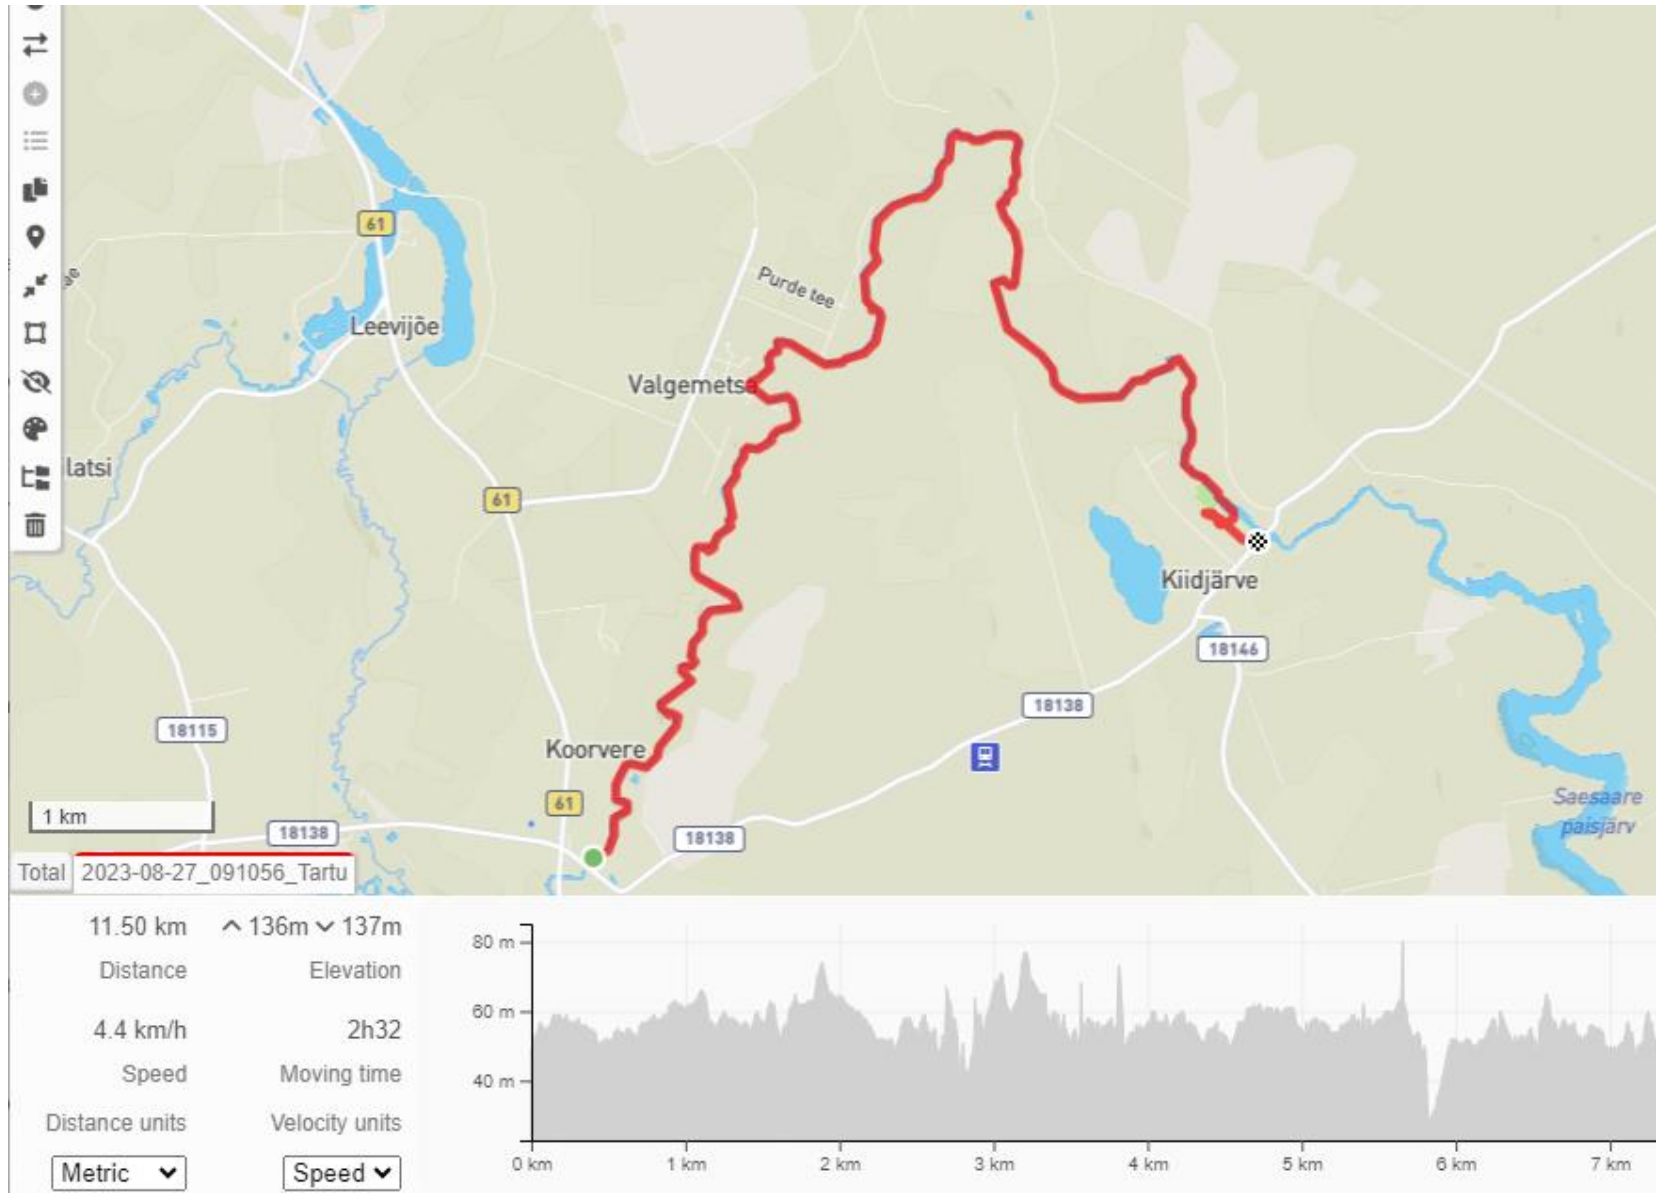 61
Purde tee
Leevijõe
Valgemetsa
latsi
61
Kiidjärve
18146
18138
18115
Koorvere
61
Saesaare
paisjärv
1 km
18138
18138
Total
2023-08-27_091056_Tartu
11.50 km
136m
137m
Distance
Elevation
4.4 km/h
2h32
Speed
Moving time
Distance units
Velocity units
Metric
Speed
80 m
60 m
40 m
0 km
1 km
2 km
3 km
4 km
5 km
6 km
7 km